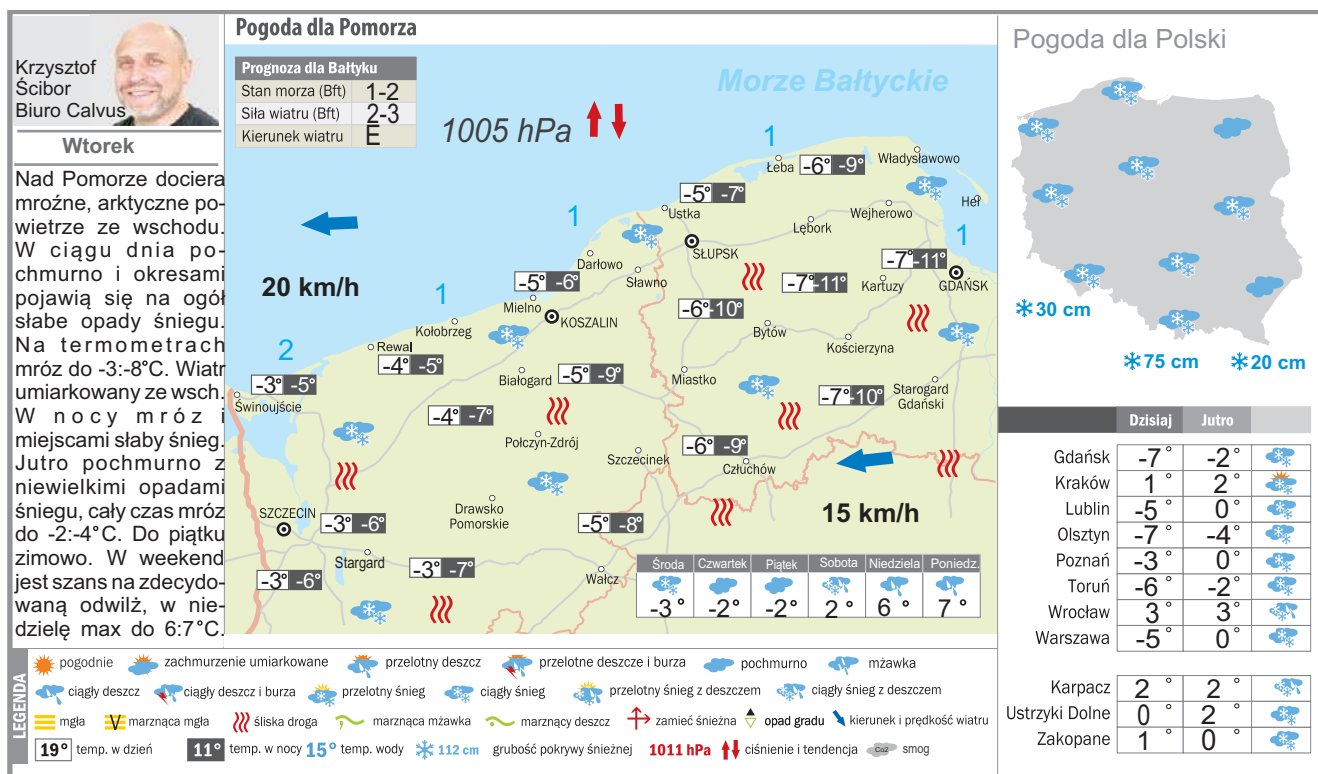 Krzysztof
Ścibor
Biuro Calvus
Wtorek
Nad Pomorze dociera
mroźne, arktyczne po-
wietrze ze wschodu.
W ciągu dnia po-
chmurno i okresami
pojawią się na ogół
słabe opady śniegu.
Na termometrach
mróz do -3:-8°C. Wiatr
umiarkowany ze wsch.
W nocy mróz i
miejscami słaby śnieg.
Jutro pochmurno z
niewielkimi opadami
śniegu, cały czas mróz
do -2:-4°C. Do piątku
zimowo. W weekend
jest szans na zdecydo-
waną odwilż, w nie-
dzielę max do 6:7°C.
Pogoda dla Pomorza
Prognoza dla Bałtyku
Stan morza (Bft) 1-2
Siła wiatru (Bft) 2-3
Kierunek wiatru E
Morze Bałtyckie
1005 hPa
1
Łeba -6° -9°
Władysławowo
Hel
-5° -7°
Ustka
Wejherowo
Lębork
1
SŁUPSK
1
-7° -11°
GDAŃSK
Darłowo
Sławno
20 km/h
-5° -6°
Mielno
KOSZALIN
-7° -11°
Kartuzy
1
Kołobrzeg
-6° -10°
Bytów
Kościerzyna
2
Rewal
-4° -5°
-3° -5°
Świnoujście
Białogard
-5° -9°
Miastko
-7° -10°
Starogard
Gdański
-4° -7°
Połczyn-Zdrój
-6° -9°
Człuchów
Szczecinek
15 km/h
SZCZECIN
-3° -6°
Drawsko
Pomorskie
-5° -8°
Stargard
-3° -7°
-3° -6°
Wałcz
Środa Czwartek Piątek Sobota Niedziela Poniedz.
-3° -2° -2° 2° 6° 7°
Pogoda dla Polski
30 cm
75 cm
20 cm
Dzisiaj Jutro
Gdańsk -7° -2°
Kraków 1° 2°
Lublin -5° 0°
Olsztyn -7° -4°
Poznań -3° 0°
Toruń -6° -2°
Wrocław 3° 3°
Warszawa -5° 0°
Karpacz 2° 2°
Ustrzyki Dolne 0° 2°
Zakopane 1° 0°
LEGENDA
pogodnie zachmurzenie umiarkowane przelotny deszcz przelotne deszcze i burza pochmurno mżawka
ciągły deszcz ciągły deszcz i burza przelotny śnieg ciągły śnieg przelotny śnieg z deszczem ciągły śnieg z deszczem
mgła marznąca mgła śliska droga marznąca mżawka marznący deszcz zamieć śnieżna opad gradu kierunek i prędkość wiatru
19° temp. w dzień 11° temp. w nocy 15° temp. wody 112 cm grubość pokrywy śnieżnej 1011 hPa ciśnienie i tendencja Co2 smog